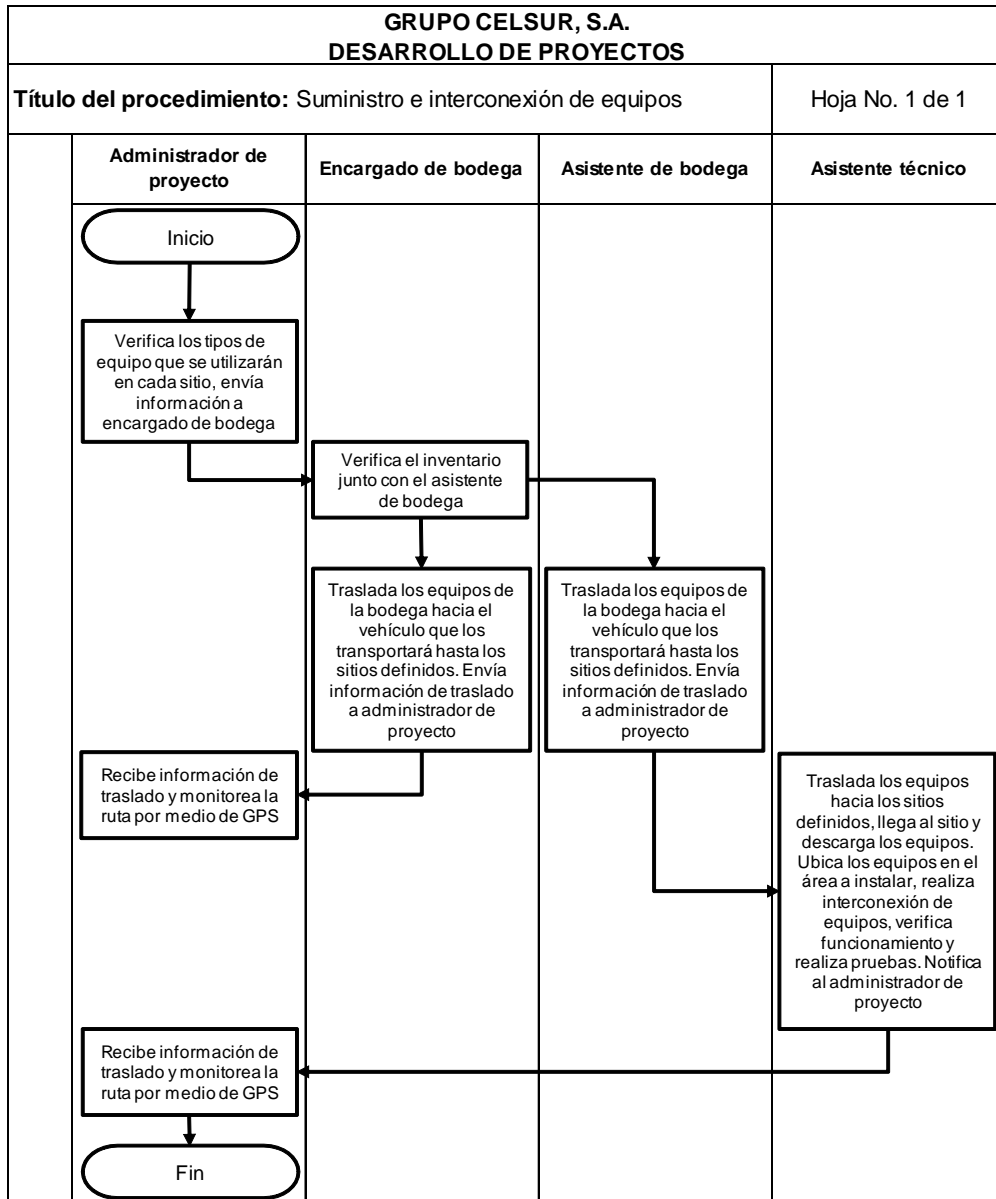 GRUPO CELSUR, S.A.
DESARROLLO DE PROYECTOS
Título del procedimiento: Suministro e interconexión de equipos
Hoja No. 1 de 1
Administrador de
proyecto
Encargado de bodega
Asistente de bodega
Asistente técnico
Inicio
Verifica los tipos de
equipo que se utilizarán
en cada sitio, envía
información a
encargado de bodega
Verifica el inventario
junto con el asistente
de bodega
Traslada los equipos de
la bodega hacia el
vehículo que los
transportará hasta los
sitios definidos. Envía
información de traslado
a administrador de
proyecto
Traslada los equipos de
la bodega hacia el
vehículo que los
transportará hasta los
sitios definidos. Envía
información de traslado
a administrador de
proyecto
Recibe información de
traslado y monitorea la
ruta por medio de GPS
Traslada los equipos
hacia los sitios
definidos, llega al sitio y
descarga los equipos.
Ubica los equipos en el
área a instalar, realiza
interconexión de
equipos, verifica
funcionamiento y
realiza pruebas. Notifica
al administrador de
proyecto
Recibe información de
traslado y monitorea la
ruta por medio de GPS
Fin